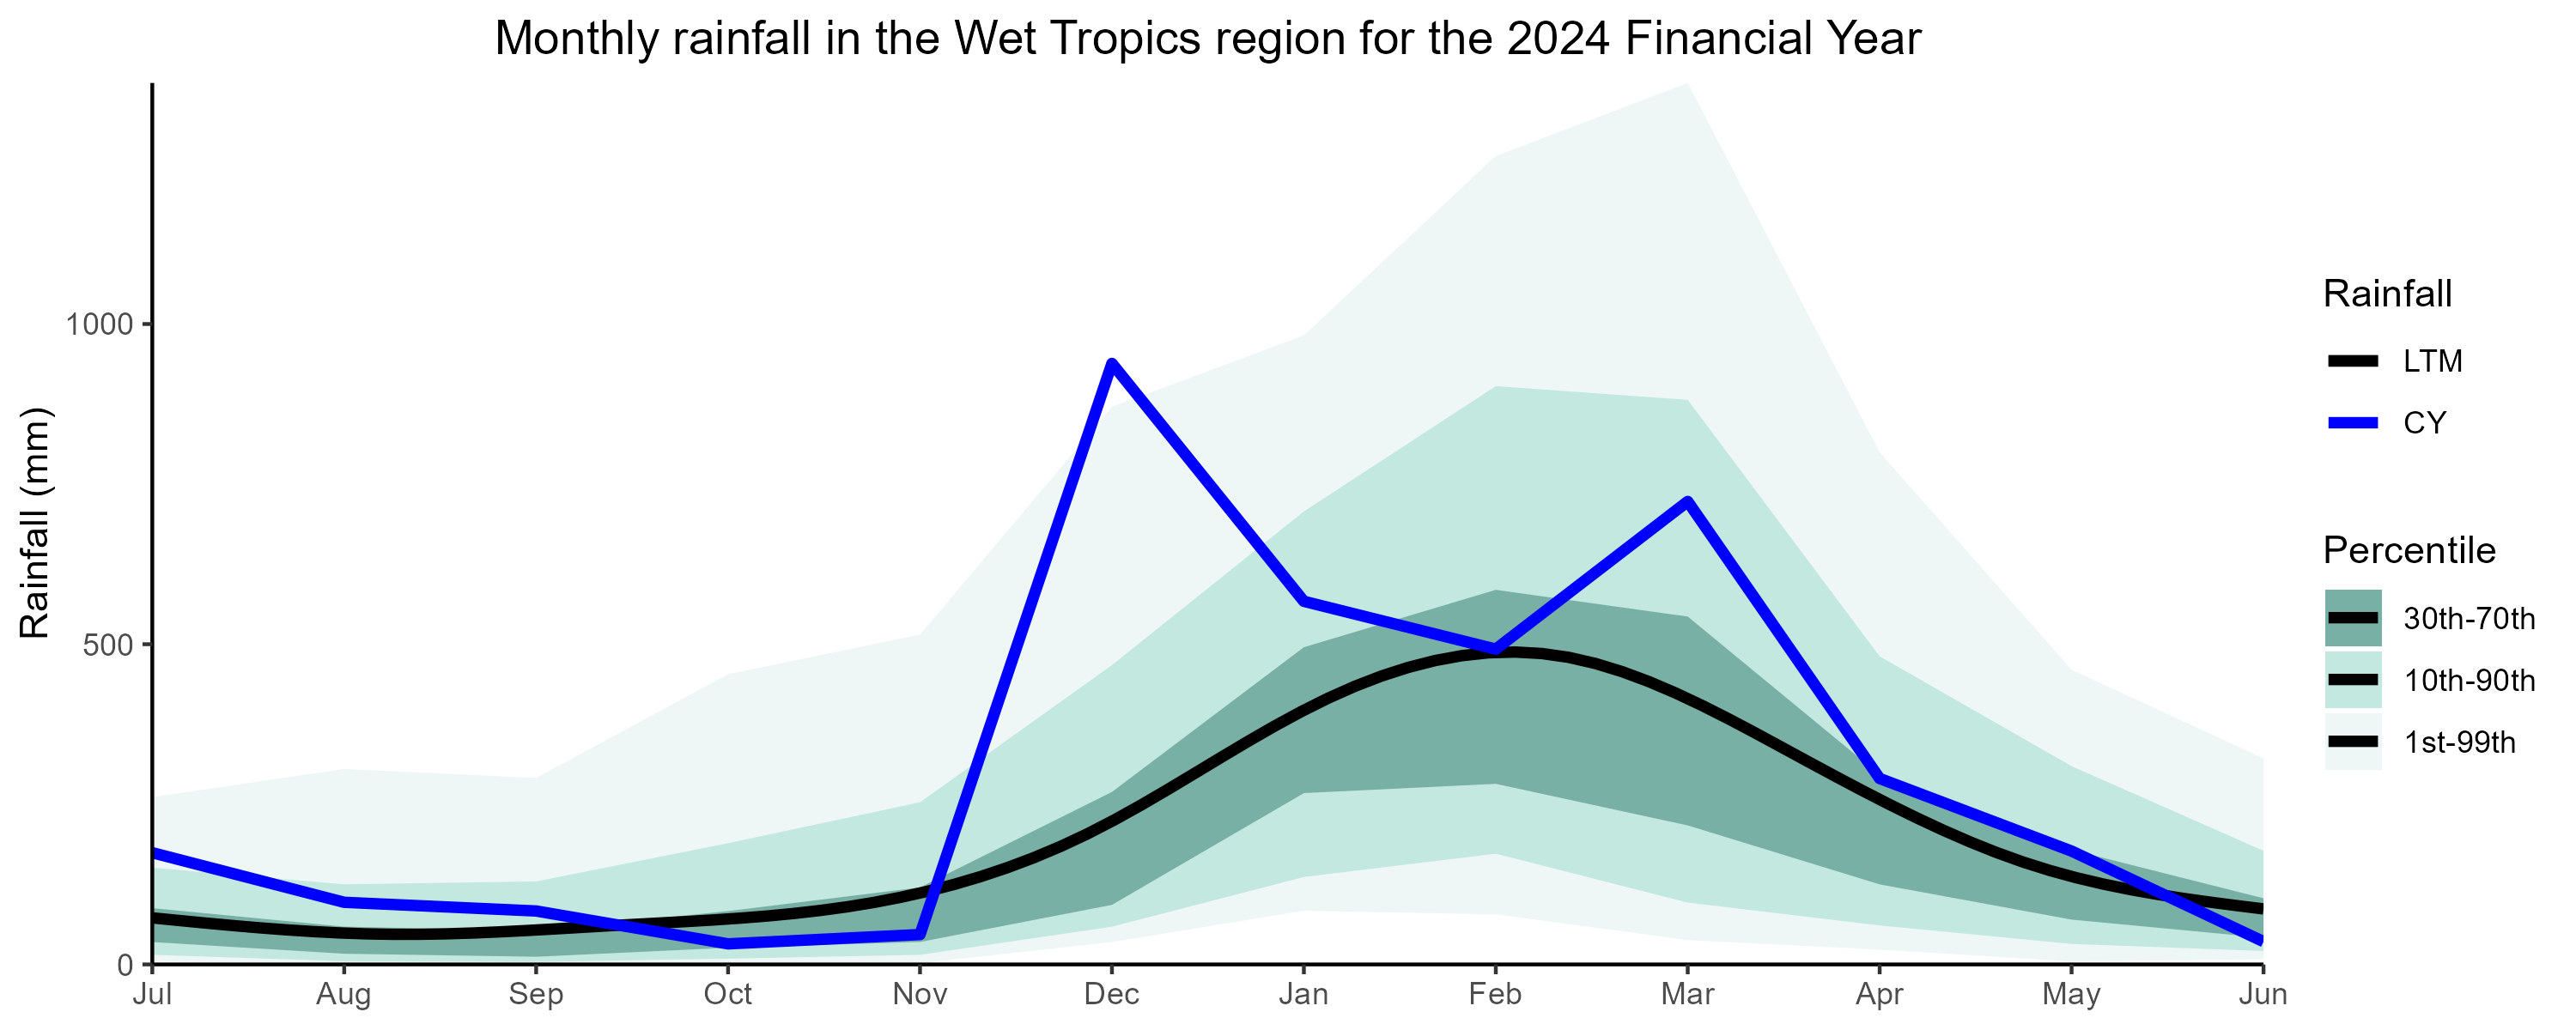 Monthly rainfall in the Wet Tropics region for the 2024 Financial Year
Rainfall (mm)
1000
500
0
Jul Aug Sep Oct Nov Dec Jan Feb Mar Apr May Jun
Rainfall
LTM
CY
Percentile
30th-70th
10th-90th
1st-99th